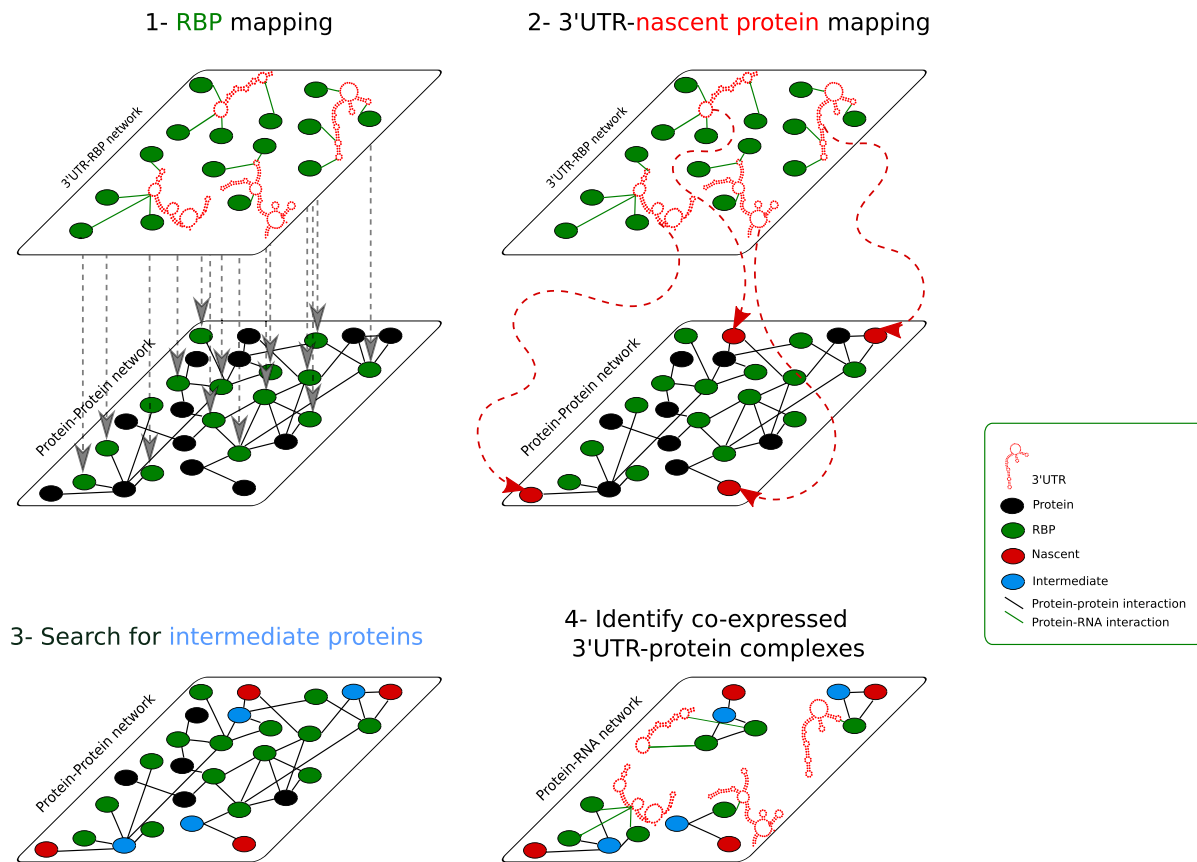 1- RBP mapping
2- 3'UTR-nascent protein mapping
3'UTR-RBP network
3'UTR-RBP network
Protein-Protein network
Protein-Protein network
3'UTR
Protein
RBP
Nascent
Intermediate
Protein-protein interaction
Protein-RNA interaction
3- Search for intermediate proteins
4- Identify co-expressed
3'UTR-protein complexes
Protein-Protein network
Protein-RNA network